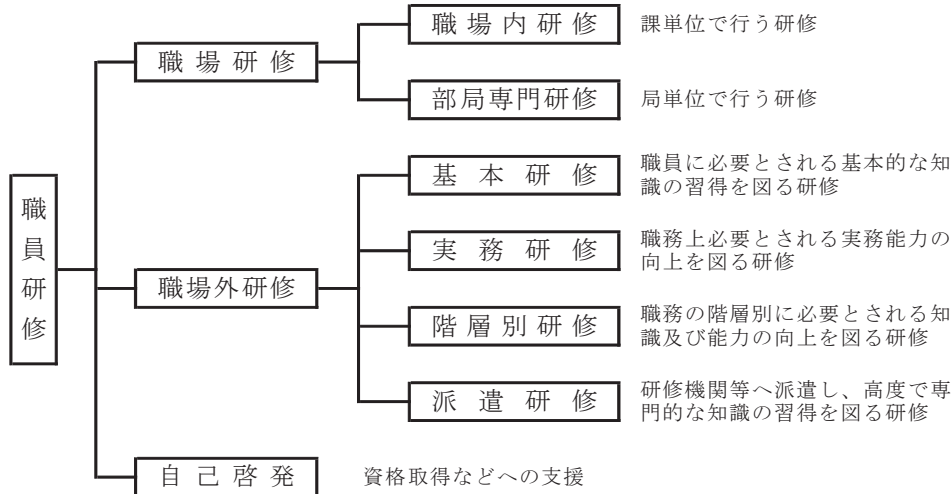 職員研修
職場研修
職場内研修
課単位で行う研修
部局専門研修
局単位で行う研修
職場外研修
基本研修
職員に必要とされる基本的な知
識の習得を図る研修
実務研修
職務上必要とされる実務能力の
向上を図る研修
階層別研修
職務の階層別に必要とされる知
識及び能力の向上を図る研修
派遣研修
研修機関等へ派遣し、高度で専
門的な知識の習得を図る研修
自己啓発
資格取得などへの支援